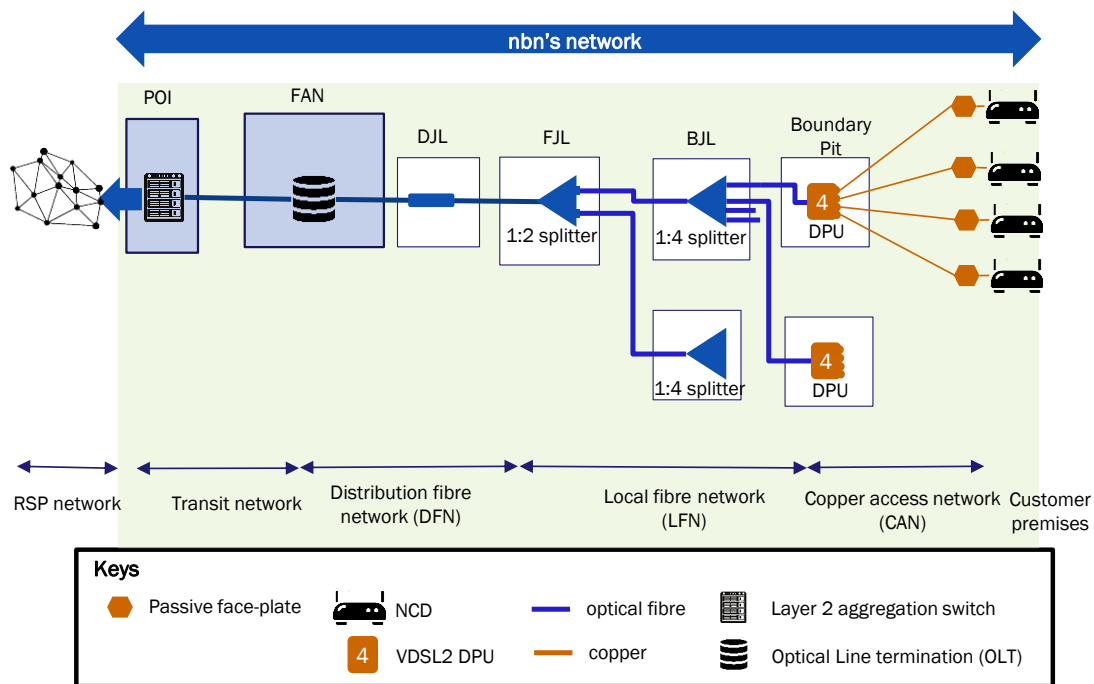 nbn's network
POI
FAN
DJL
FJL
BJL
Boundary
Pit
1:2 splitter
1:4 splitter
4
DPU
1:4 splitter
4
DPU
RSP network
Transit network
Distribution fibre
network (DFN)
Local fibre network
(LFN)
Copper access network
(CAN)
Customer
premises
Keys
Passive face-plate
NCD
optical fibre
Layer 2 aggregation switch
4
VDSL2 DPU
copper
Optical Line termination (OLT)